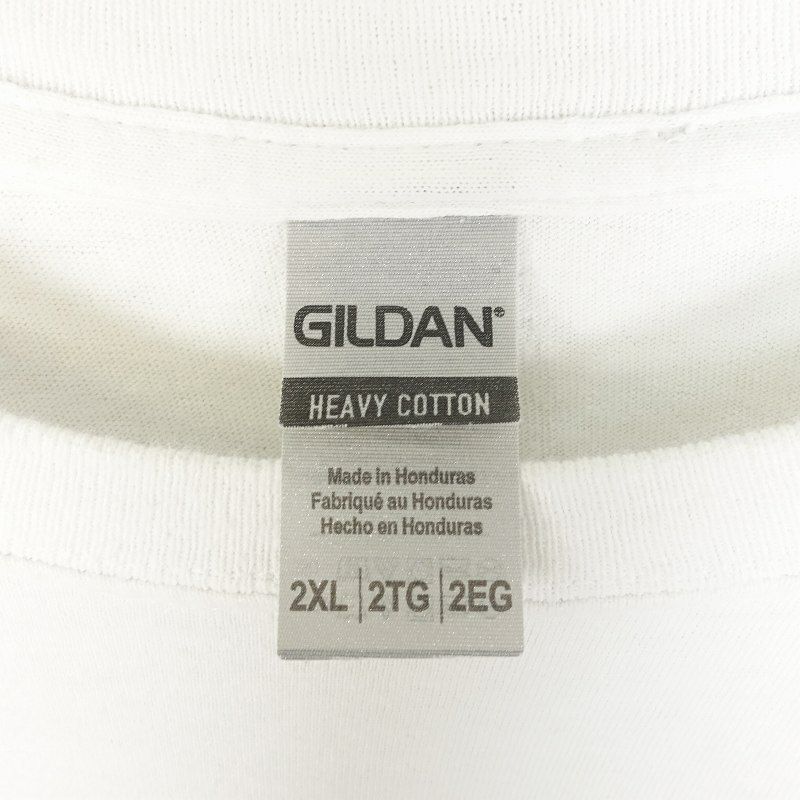 GILDAN
HEAVY COTTON
Made in Honduras
Fabriqué au Honduras
Hecho en Honduras
2XL | 2TG | 2EG